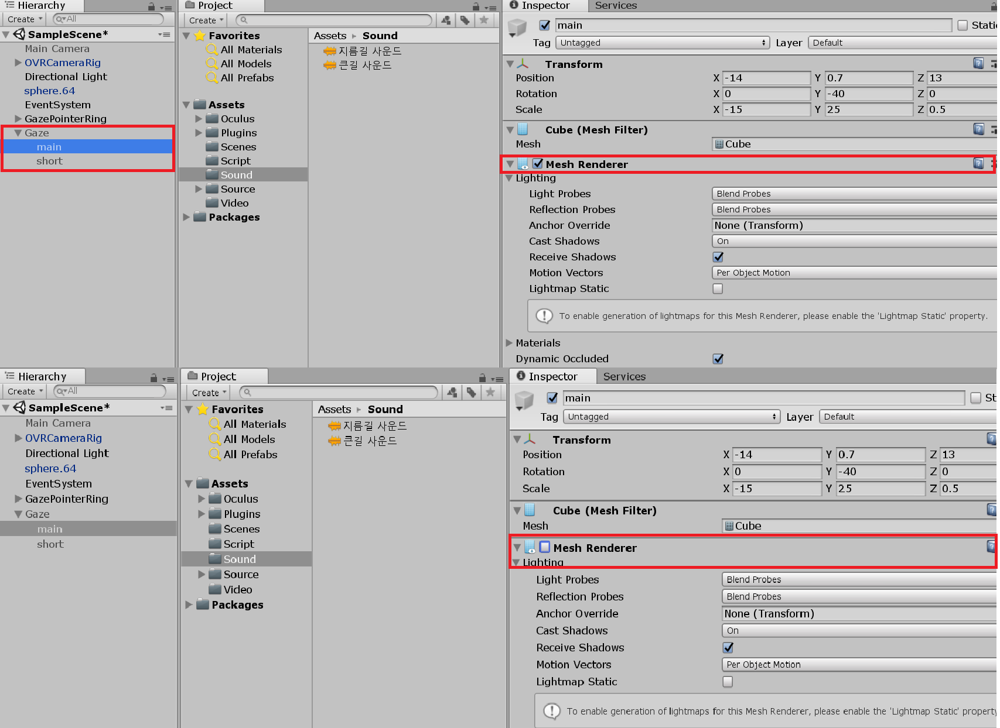 Hierarchy
Create
All
SampleScene*
Main Camera
OVRCameraRig
Directional Light
sphere.64
EventSystem
GazePointerRing
Gaze
main
short
Project
Create
Favorites
All Materials
All Models
All Prefabs
Assets
Oculus
Plugins
Scenes
Script
Sound
Source
Video
Packages
Assets ▸ Sound
지름길 사운드
큰길 사운드
Inspector Services
main Stati
Tag Untagged Layer Default
Transform
Position X -14 Y 0.7 Z 13
Rotation X 0 Y -40 Z 0
Scale X -15 Y 25 Z 0.5
Cube (Mesh Filter)
Mesh Cube
Mesh Renderer
Lighting
Light Probes Blend Probes
Reflection Probes Blend Probes
Anchor Override None (Transform)
Cast Shadows On
Receive Shadows
Motion Vectors Per Object Motion
Lightmap Static
To enable generation of lightmaps for this Mesh Renderer, please enable the 'Lightmap Static' property.
Materials
Dynamic Occluded
Hierarchy
Create
All
SampleScene*
Main Camera
OVRCameraRig
Directional Light
sphere.64
EventSystem
GazePointerRing
Gaze
main
short
Project
Create
Favorites
All Materials
All Models
All Prefabs
Assets
Oculus
Plugins
Scenes
Script
Sound
Source
Video
Packages
Assets ▸ Sound
지름길 사운드
큰길 사운드
Inspector Services
main St
Tag Untagged Layer Default
Transform
Position X -14 Y 0.7 Z 13
Rotation X 0 Y -40 Z 0
Scale X -15 Y 25 Z 0.5
Cube (Mesh Filter)
Mesh Cube
Mesh Renderer
Lighting
Light Probes Blend Probes
Reflection Probes Blend Probes
Anchor Override None (Transform)
Cast Shadows On
Receive Shadows
Motion Vectors Per Object Motion
Lightmap Static
To enable generation of lightmaps for this Mesh Renderer, please enable the 'Lightmap Static' property